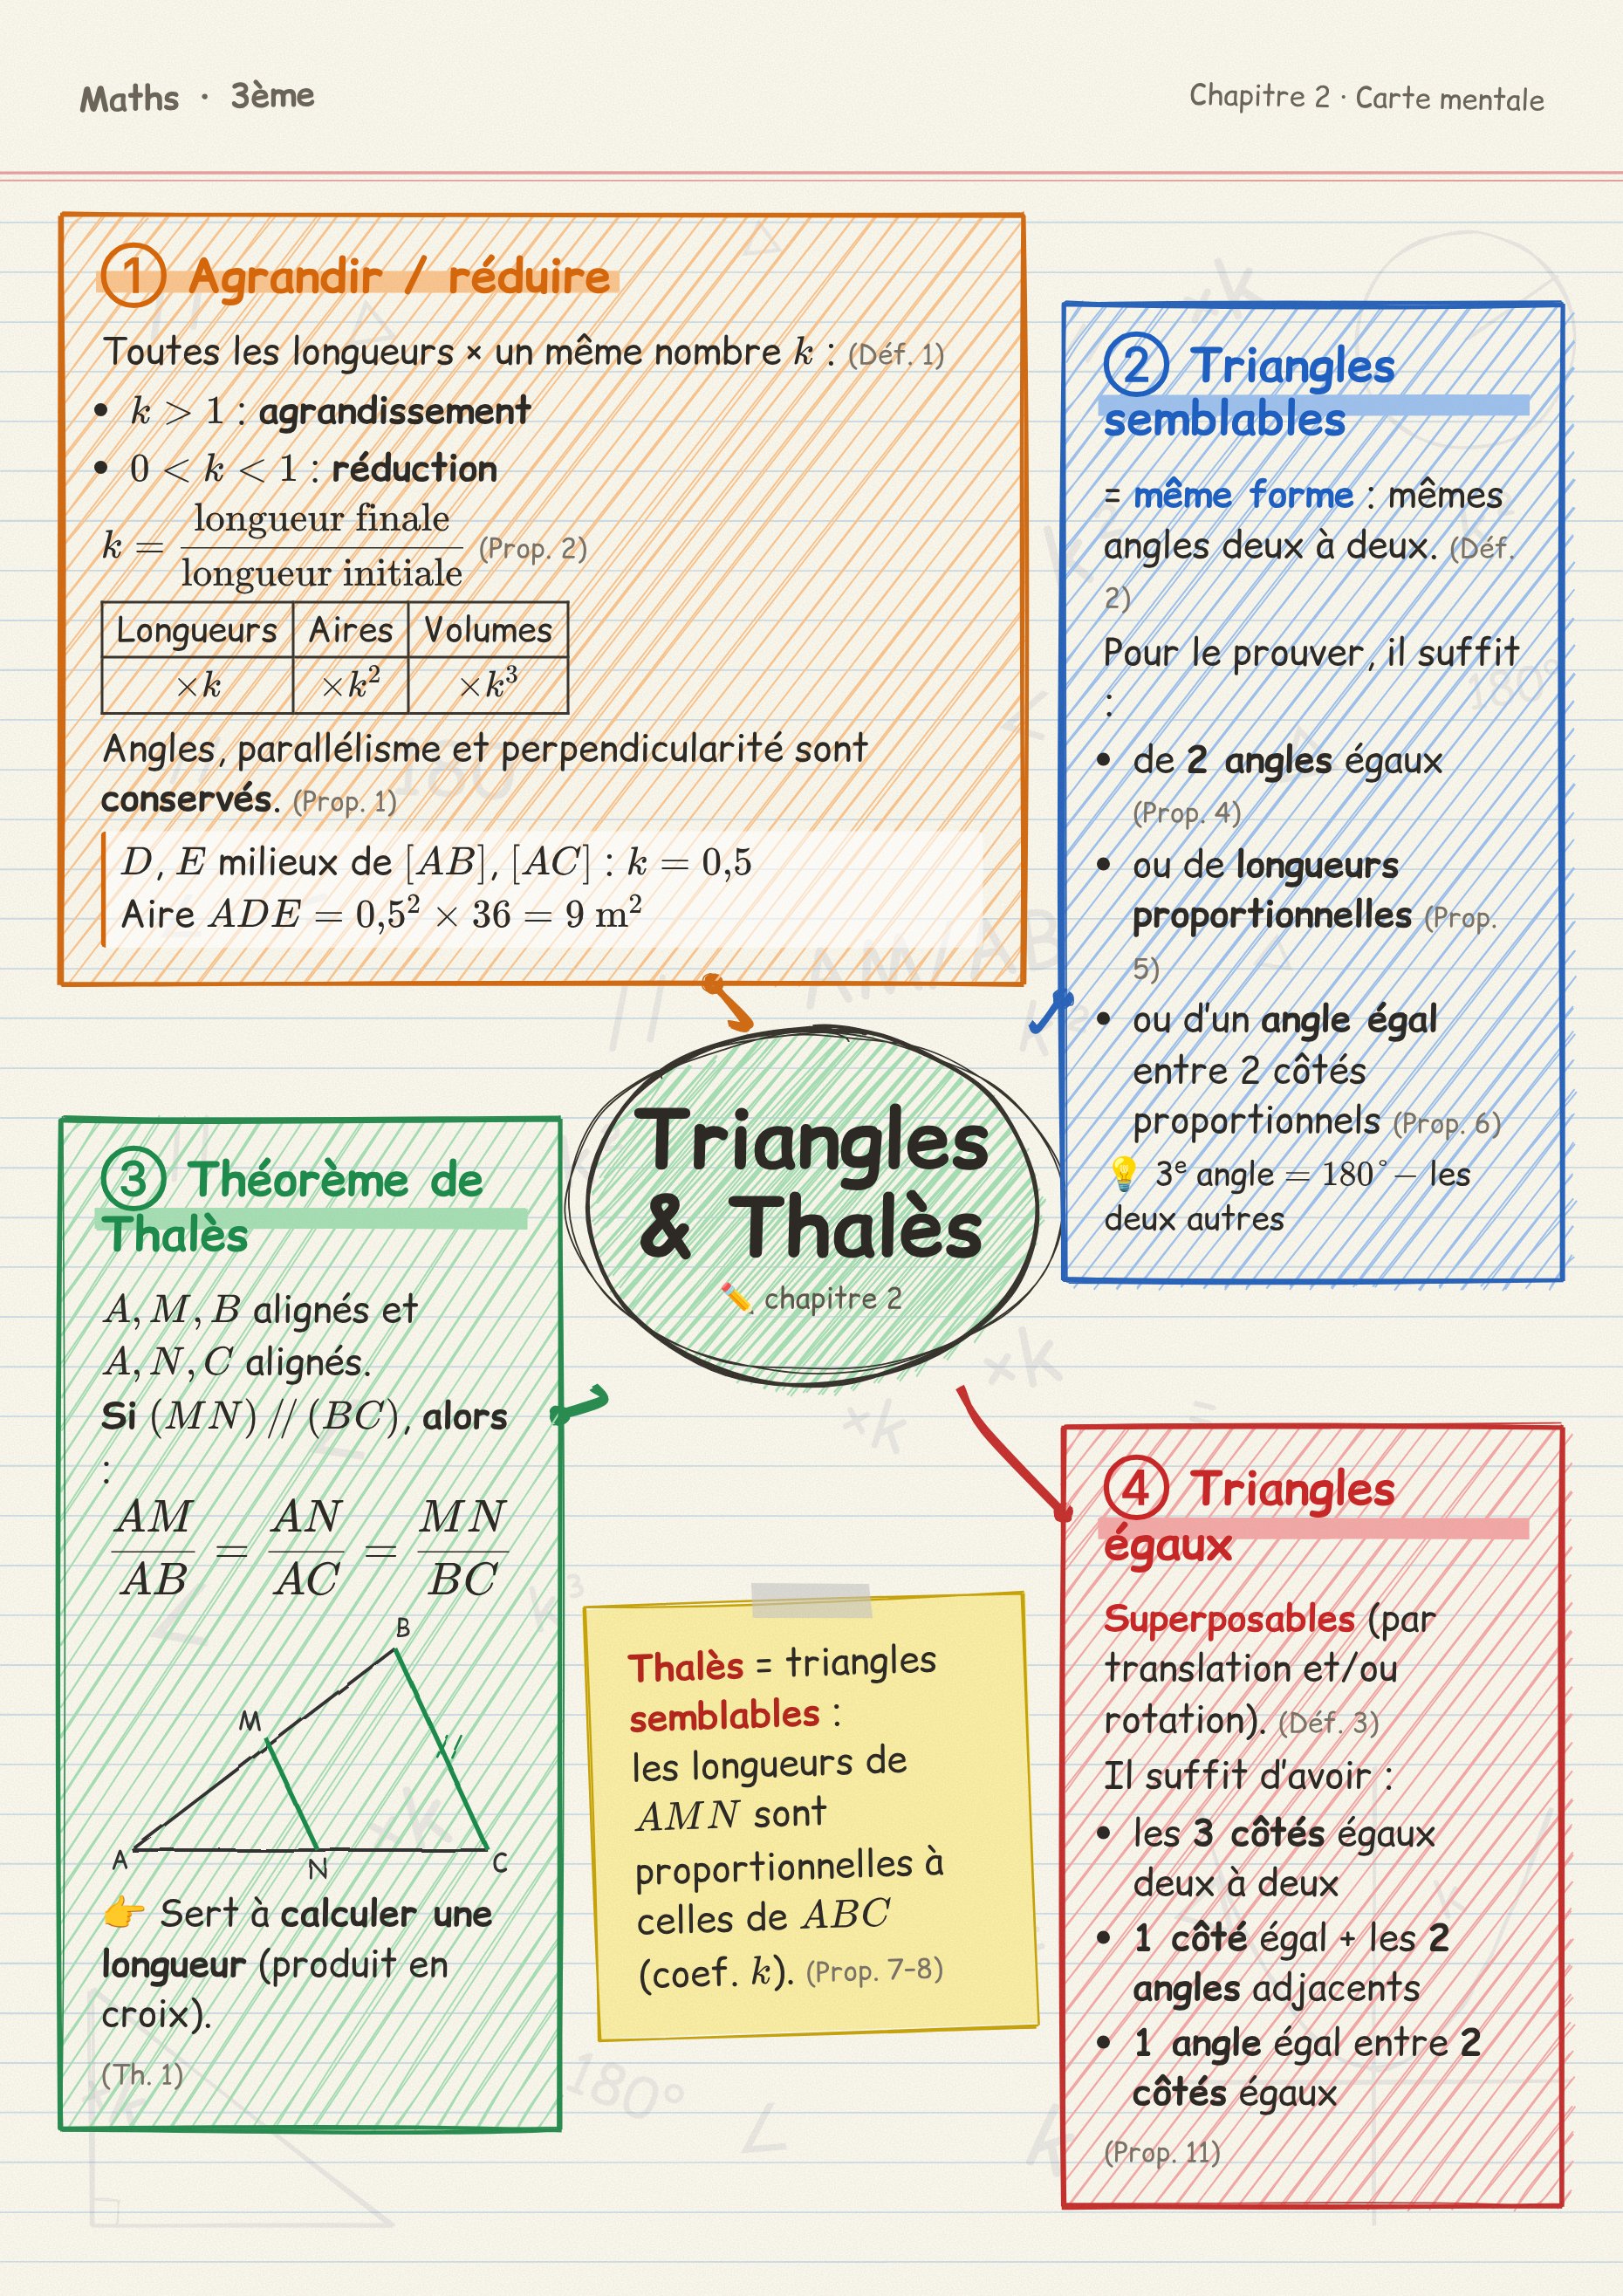 Maths · 3ème
Chapitre 2 · Carte mentale
① Agrandir / réduire
Toutes les longueurs × un même nombre k : (Déf. 1)
• k > 1 : agrandissement
• 0 < k < 1 : réduction
k = longueur finale / longueur initiale (Prop. 2)
Longueurs Aires Volumes
×k ×k² ×k³
Angles, parallélisme et perpendicularité sont
conservés. (Prop. 1)
D, E milieux de [AB], [AC] : k = 0,5
Aire ADE = 0,5² × 36 = 9 m²
② Triangles
semblables
= même forme : mêmes
angles deux à deux. (Déf.
2)
Pour le prouver, il suffit
:
• de 2 angles égaux
(Prop. 4)
• ou de longueurs
proportionnelles (Prop.
5)
• ou d'un angle égal
entre 2 côtés
proportionnels (Prop. 6)
💡 3ᵉ angle = 180° − les
deux autres
Triangles
& Thalès
✏️ chapitre 2
③ Théorème de
Thalès
A, M, B alignés et
A, N, C alignés.
Si (MN) // (BC), alors
:
AM/AB = AN/AC = MN/BC
B
M
A
N
C
//
👉 Sert à calculer une
longueur (produit en
croix).
(Th. 1)
Thalès = triangles
semblables :
les longueurs de
AMN sont
proportionnelles à
celles de ABC
(coef. k). (Prop. 7-8)
④ Triangles
égaux
Superposables (par
translation et/ou
rotation). (Déf. 3)
Il suffit d'avoir :
• les 3 côtés égaux
deux à deux
• 1 côté égal + les 2
angles adjacents
• 1 angle égal entre 2
côtés égaux
(Prop. 11)
×k
180°
k³
×k
×k
180°